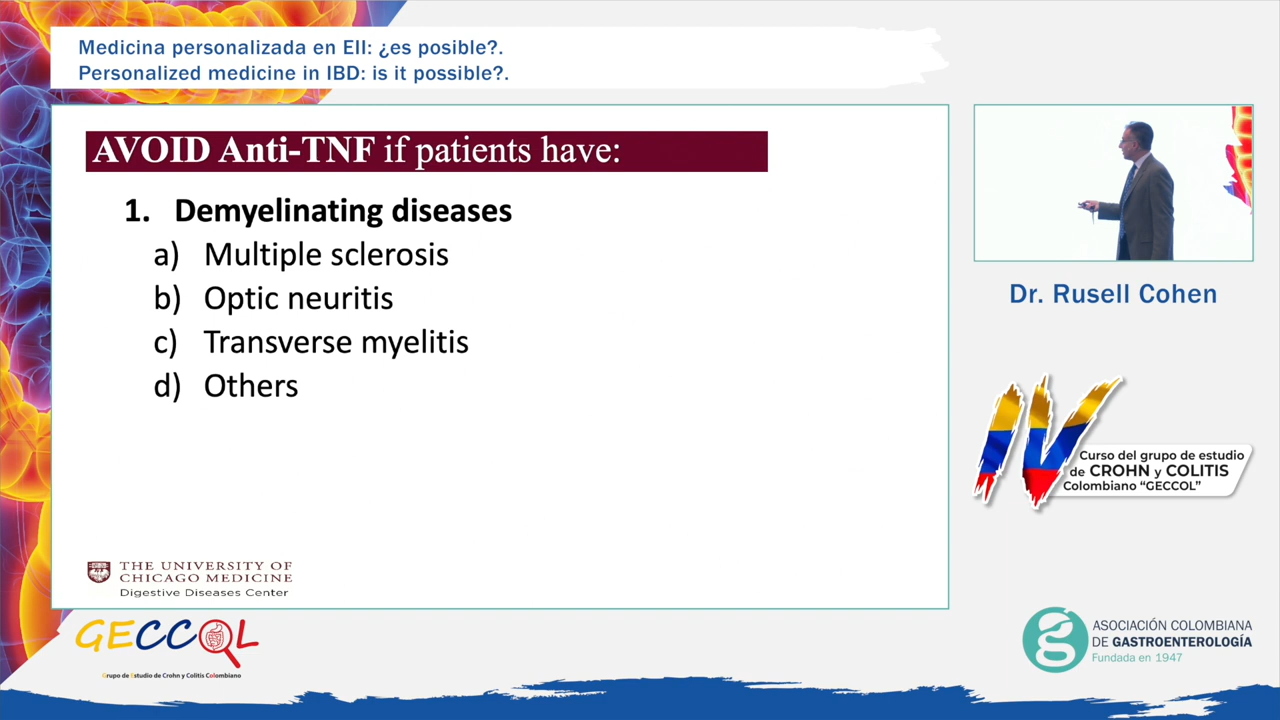 Medicina personalizada en EII: ¿es posible?.
Personalized medicine in IBD: is it possible?.
AVOID Anti-TNF if patients have:
1. Demyelinating diseases
a) Multiple sclerosis
b) Optic neuritis
c) Transverse myelitis
d) Others
THE UNIVERSITY OF
CHICAGO MEDICINE
Digestive Diseases Center
Dr. Rusell Cohen
IV
Curso del grupo de estudio
de CROHN y COLITIS
Colombiano “GECCOL”
GECCOL
Grupo de Estudio de Crohn y Colitis Colombiano
ASOCIACIÓN COLOMBIANA
DE GASTROENTEROLOGÍA
Fundada en 1947